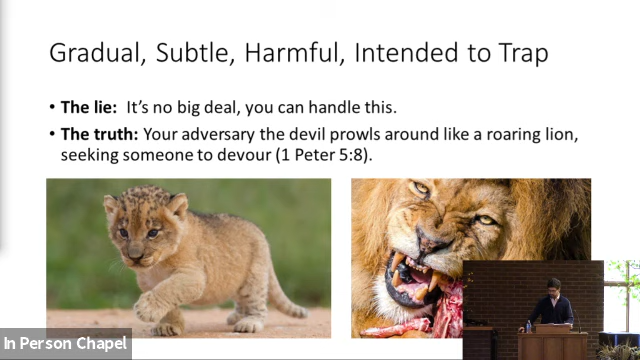 Gradual, Subtle, Harmful, Intended to Trap
• The lie: It's no big deal, you can handle this.
• The truth: Your adversary the devil prowls around like a roaring lion,
seeking someone to devour (1 Peter 5:8).
In Person Chapel